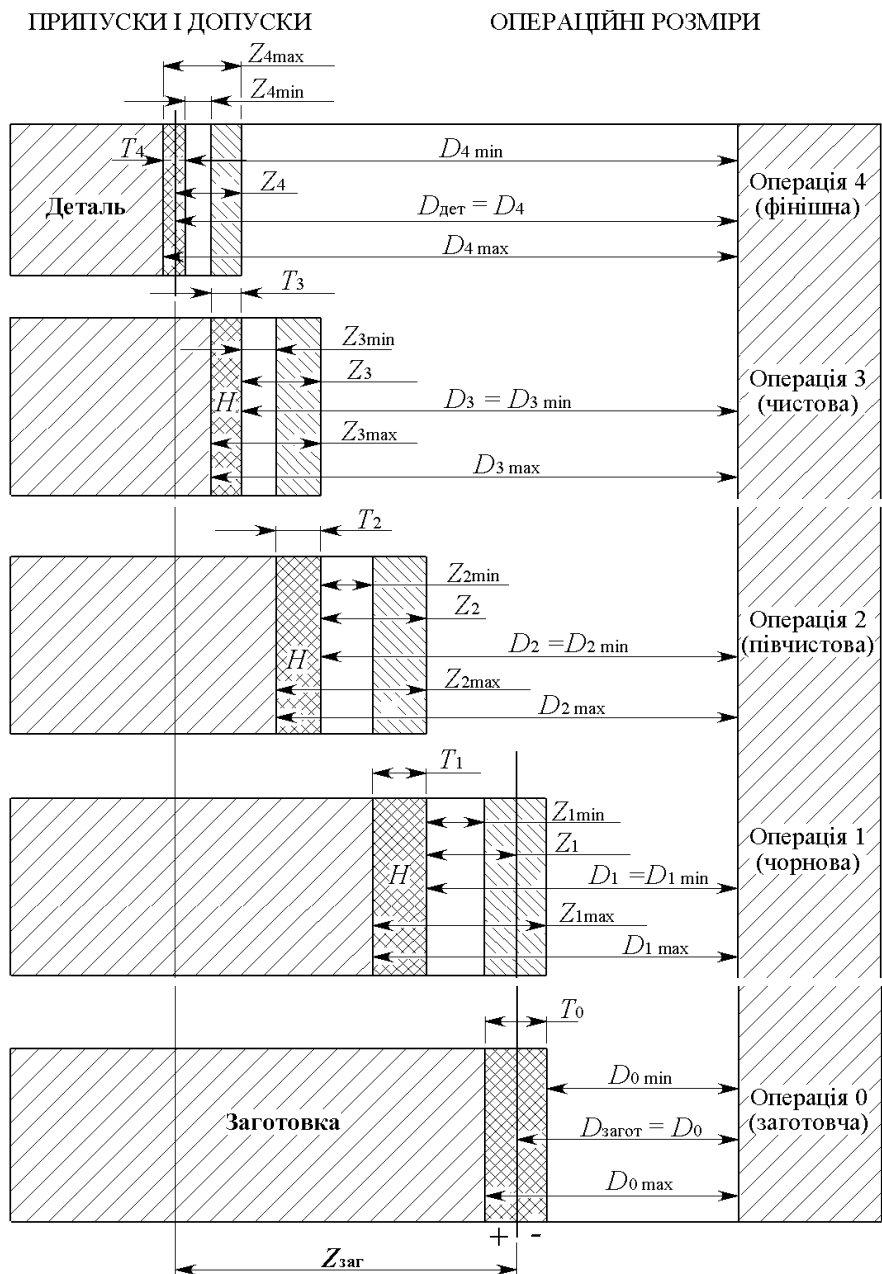 ПРИПУСКИ І ДОПУСКИ
ОПЕРАЦІЙНІ РОЗМІРИ
Z4max
Z4min
T4
D4 min
Z4
Dдет = D4
D4 max
Деталь
Операція 4
(фінішна)
T3
Z3min
Z3
H
D3 = D3 min
Z3max
D3 max
Операція 3
(чистова)
T2
Z2min
Z2
H
D2 =D2 min
Z2max
D2 max
Операція 2
(півчистова)
T1
Z1min
Z1
H
D1 =D1 min
Z1max
D1 max
Операція 1
(чорнова)
T0
D0 min
Заготовка
Dзагот = D0
D0 max
Операція 0
(заготовча)
+ -
Zзаг